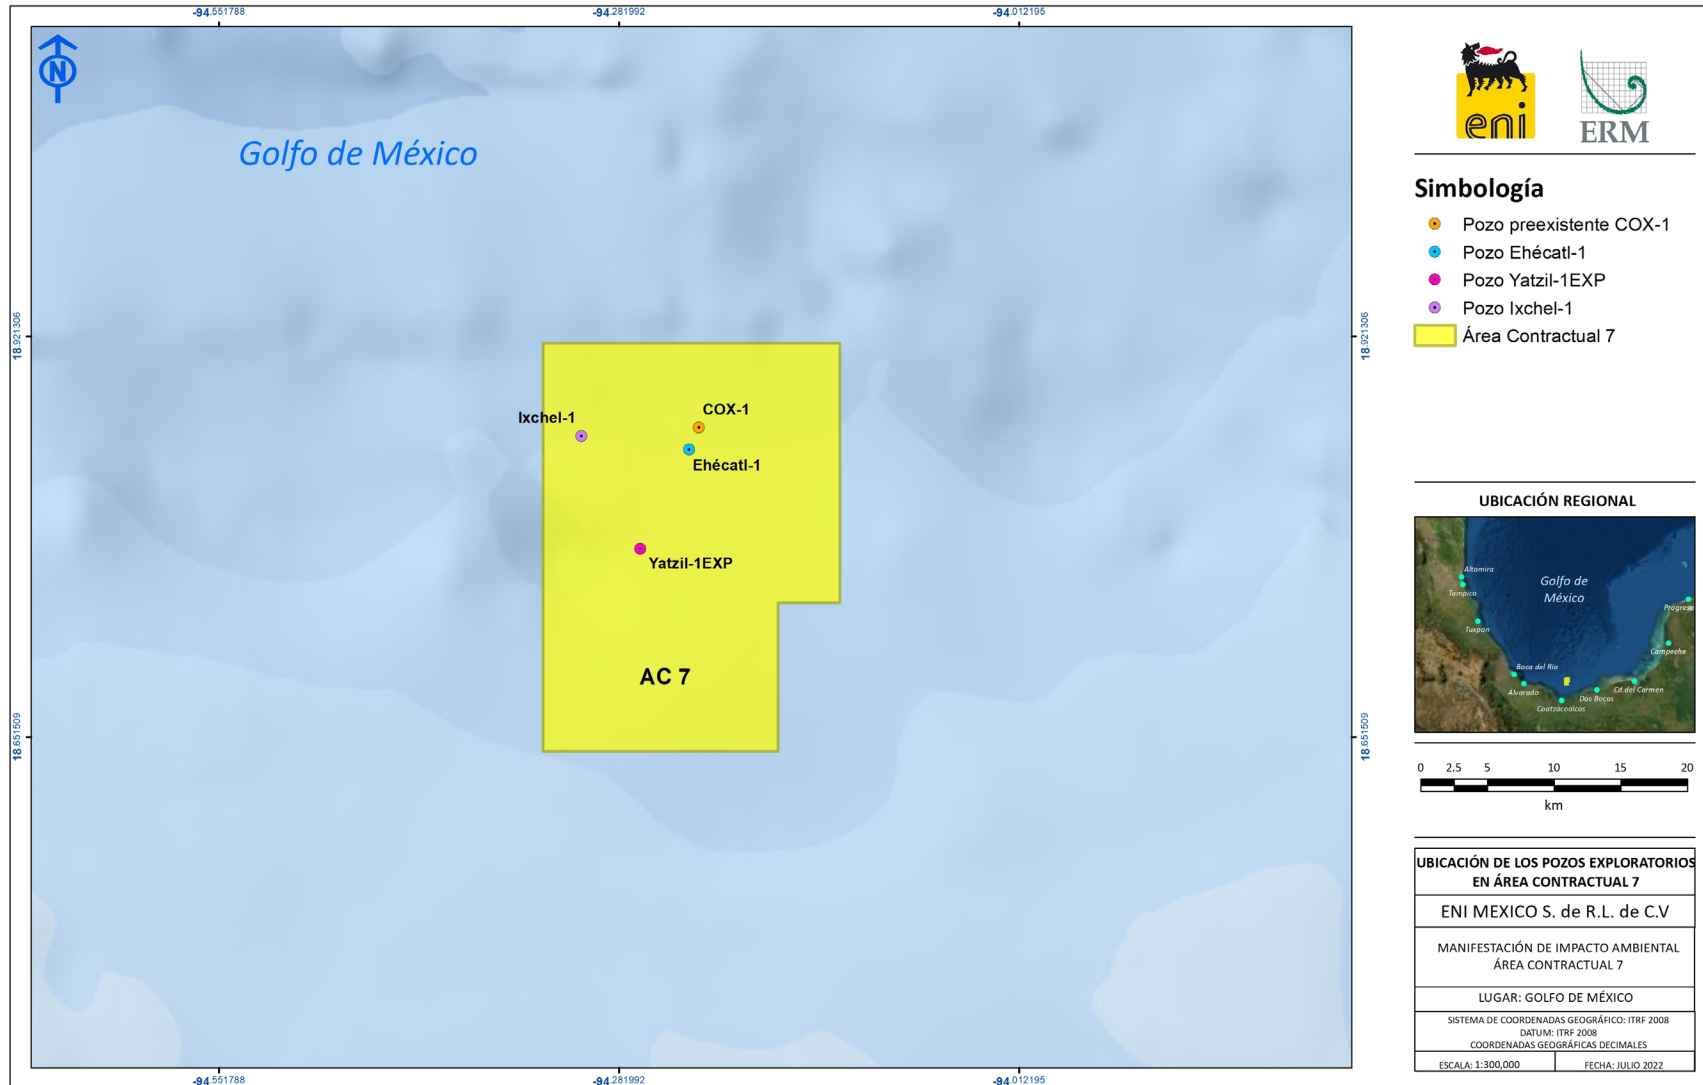 -94.551788
-94.281992
-94.012195
N
Golfo de México
18.921306
18.921306
Ixchel-1
COX-1
Ehécatl-1
Yatzil-1EXP
AC 7
18.651509
18.651509
-94.551788
-94.281992
-94.012195
eni
ERM
Simbología
Pozo preexistente COX-1
Pozo Ehécatl-1
Pozo Yatzil-1EXP
Pozo Ixchel-1
Área Contractual 7
UBICACIÓN REGIONAL
Altamira
Tampico
Golfo de
México
Progreso
Tuxpan
Campeche
Boca del Río
Alvarado
Coatzacoalcos
Dos Bocas
Cd.del Carmen
0 2.5 5 10 15 20
km
UBICACIÓN DE LOS POZOS EXPLORATORIOS
EN ÁREA CONTRACTUAL 7
ENI MEXICO S. de R.L. de C.V
MANIFESTACIÓN DE IMPACTO AMBIENTAL
ÁREA CONTRACTUAL 7
LUGAR: GOLFO DE MÉXICO
SISTEMA DE COORDENADAS GEOGRÁFICO: ITRF 2008
DATUM: ITRF 2008
COORDENADAS GEOGRÁFICAS DECIMALES
ESCALA: 1:300,000 FECHA: JULIO 2022